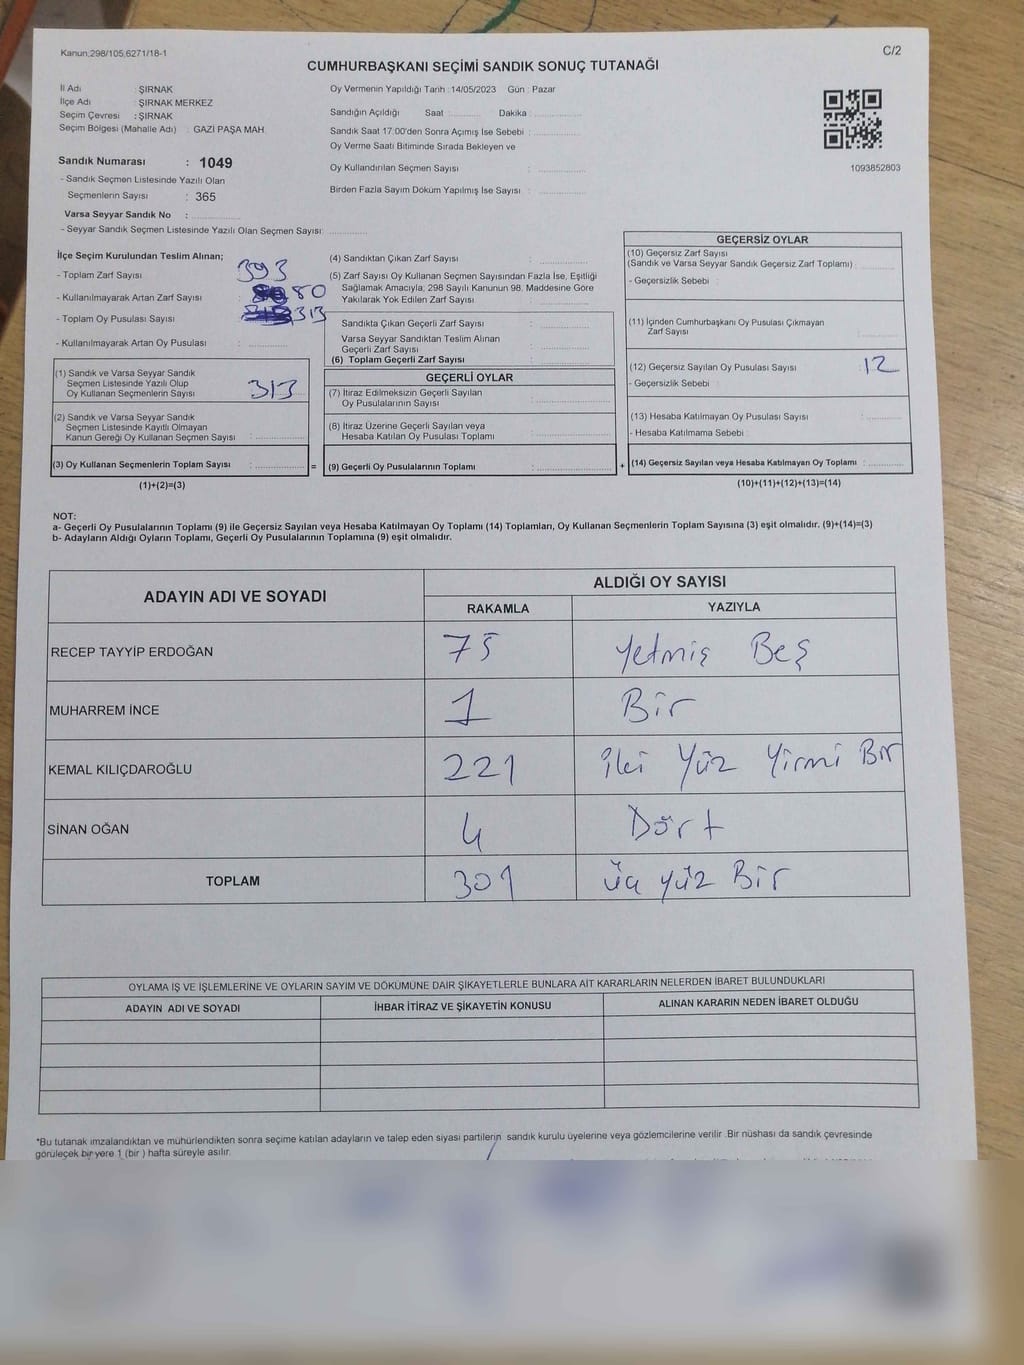 Kanun:298/105,6271/18-1
C/2
CUMHURBAŞKANI SEÇİMİ SANDIK SONUÇ TUTANAĞI
İl Adı : ŞIRNAK
İlçe Adı : ŞIRNAK MERKEZ
Seçim Çevresi : ŞIRNAK
Seçim Bölgesi (Mahalle Adı) : GAZİ PAŞA MAH.
Sandık Numarası : 1049
- Sandık Seçmen Listesinde Yazılı Olan
Seçmenlerin Sayısı : 365
Varsa Seyyar Sandık No :
- Seyyar Sandık Seçmen Listesinde Yazılı Olan Seçmen Sayısı:
Oy Vermenin Yapıldığı Tarih : 14/05/2023 Gün : Pazar
Sandığın Açıldığı Saat : Dakika :
Sandık Saat 17.00'den Sonra Açımış İse Sebebi :
Oy Verme Saati Bitiminde Sırada Bekleyen ve
Oy Kullandırılan Seçmen Sayısı :
Birden Fazla Sayım Döküm Yapılmış İse Sayısı :
1093852803
İlçe Seçim Kurulundan Teslim Alınan;
- Toplam Zarf Sayısı : 393
- Kullanılmayarak Artan Zarf Sayısı : 80
- Toplam Oy Pusulası Sayısı : 313
- Kullanılmayarak Artan Oy Pusulası :
(1) Sandık ve Varsa Seyyar Sandık
Seçmen Listesinde Yazılı Olup
Oy Kullanan Seçmenlerin Sayısı : 313
(2) Sandık ve Varsa Seyyar Sandık
Seçmen Listesinde Kayıtlı Olmayan
Kanun Gereği Oy Kullanan Seçmen Sayısı :
(3) Oy Kullanan Seçmenlerin Toplam Sayısı :
(1)+(2)=(3)
(4) Sandıktan Çıkan Zarf Sayısı :
(5) Zarf Sayısı Oy Kullanan Seçmen Sayısından Fazla İse, Eşitliği
Sağlamak Amacıyla, 298 Sayılı Kanunun 98. Maddesine Göre
Yakılarak Yok Edilen Zarf Sayısı :
Sandıkta Çıkan Geçerli Zarf Sayısı :
Varsa Seyyar Sandıktan Teslim Alınan
Geçerli Zarf Sayısı :
(6) Toplam Geçerli Zarf Sayısı :
=
GEÇERLİ OYLAR
(7) İtiraz Edilmeksizin Geçerli Sayılan
Oy Pusulalarının Sayısı :
(8) İtiraz Üzerine Geçerli Sayılan veya
Hesaba Katılan Oy Pusulası Toplamı :
(9) Geçerli Oy Pusulalarının Toplamı :
+
GEÇERSİZ OYLAR
(10) Geçersiz Zarf Sayısı
(Sandık ve Varsa Seyyar Sandık Geçersiz Zarf Toplamı) :
- Geçersizlik Sebebi :
(11) İçinden Cumhurbaşkanı Oy Pusulası Çıkmayan
Zarf Sayısı :
(12) Geçersiz Sayılan Oy Pusulası Sayısı : 12
- Geçersizlik Sebebi :
(13) Hesaba Katılmayan Oy Pusulası Sayısı :
- Hesaba Katılmama Sebebi :
(14) Geçersiz Sayılan veya Hesaba Katılmayan Oy Toplamı :
(10)+(11)+(12)+(13)=(14)
NOT:
a- Geçerli Oy Pusulalarının Toplamı (9) ile Geçersiz Sayılan veya Hesaba Katılmayan Oy Toplamı (14) Toplamları, Oy Kullanan Seçmenlerin Toplam Sayısına (3) eşit olmalıdır. (9)+(14)=(3)
b- Adayların Aldığı Oyların Toplamı, Geçerli Oy Pusulalarının Toplamına (9) eşit olmalıdır.
ADAYIN ADI VE SOYADI ALDIĞI OY SAYISI
RAKAMLA YAZIYLA
RECEP TAYYİP ERDOĞAN 75 Yetmiş Beş
MUHARREM İNCE 1 Bir
KEMAL KILIÇDAROĞLU 221 iki Yüz Yirmi Bir
SİNAN OĞAN 4 Dört
TOPLAM 301 üç yüz Bir
OYLAMA İŞ VE İŞLEMLERİNE VE OYLARIN SAYIM VE DÖKÜMÜNE DAİR ŞİKAYETLERLE BUNLARA AİT KARARLARIN NELERDEN İBARET BULUNDUKLARI
ADAYIN ADI VE SOYADI İHBAR İTİRAZ VE ŞİKAYETİN KONUSU ALINAN KARARIN NEDEN İBARET OLDUĞU
*Bu tutanak imzalandıktan ve mühürlendikten sonra seçime katılan adayların ve talep eden siyasi partilerin sandık kurulu üyelerine veya gözlemcilerine verilir .Bir nüshası da sandık çevresinde
görülecek bir yere 1 (bir ) hafta süreyle asılır.